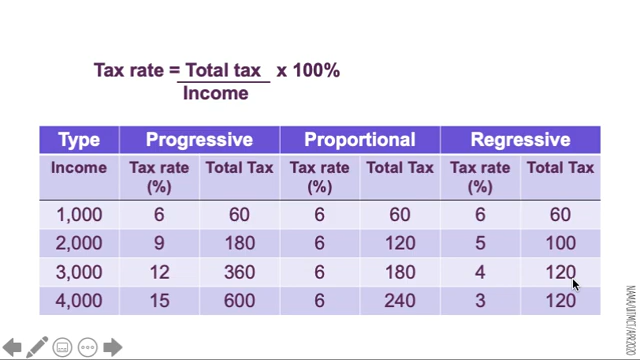 Tax rate = Total tax x 100%
Income
Type Progressive Proportional Regressive
Income Tax rate (%) Total Tax Tax rate (%) Total Tax Tax rate (%) Total Tax
1,000 6 60 6 60 6 60
2,000 9 180 6 120 5 100
3,000 12 360 6 180 4 120
4,000 15 600 6 240 3 120